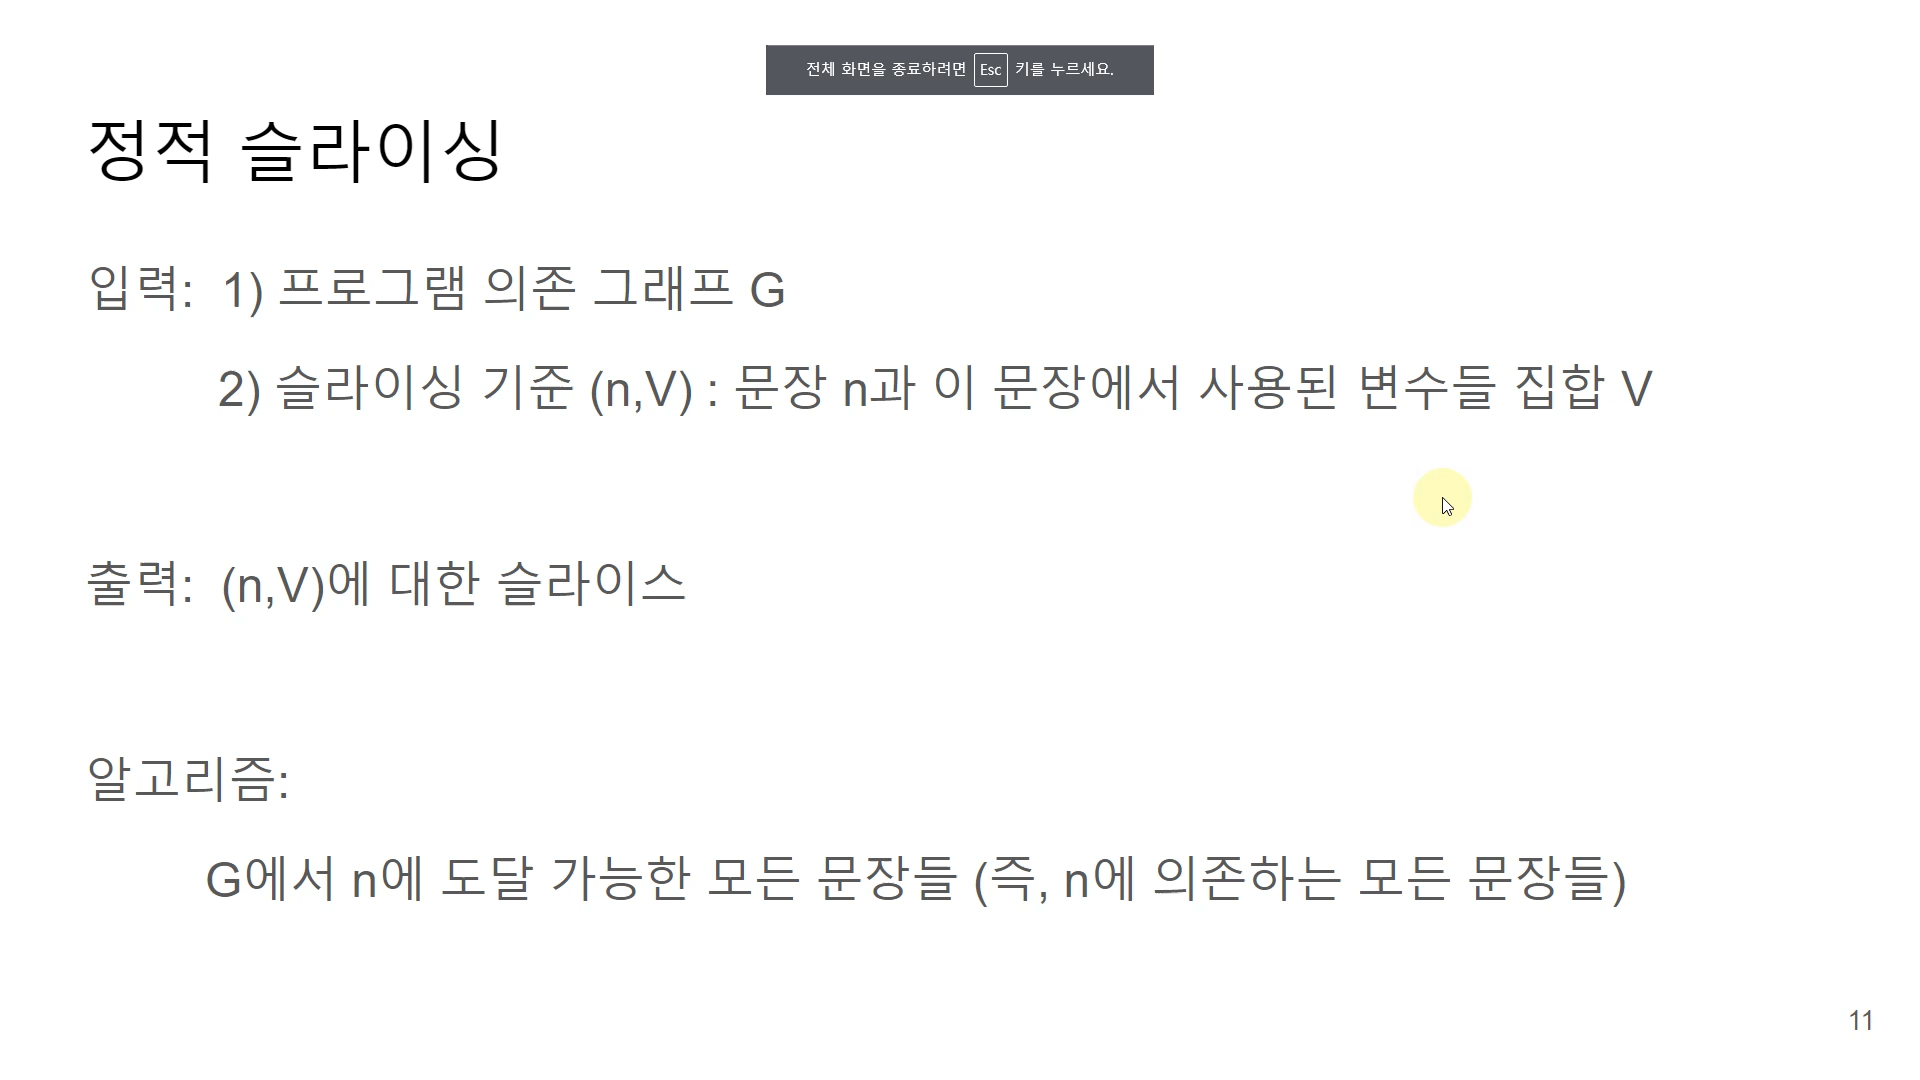 전체 화면을 종료하려면 Esc 키를 누르세요.
정적 슬라이싱
입력: 1) 프로그램 의존 그래프 G
2) 슬라이싱 기준 (n,V) : 문장 n과 이 문장에서 사용된 변수들 집합 V
출력: (n,V)에 대한 슬라이스
알고리즘:
G에서 n에 도달 가능한 모든 문장들 (즉, n에 의존하는 모든 문장들)
11